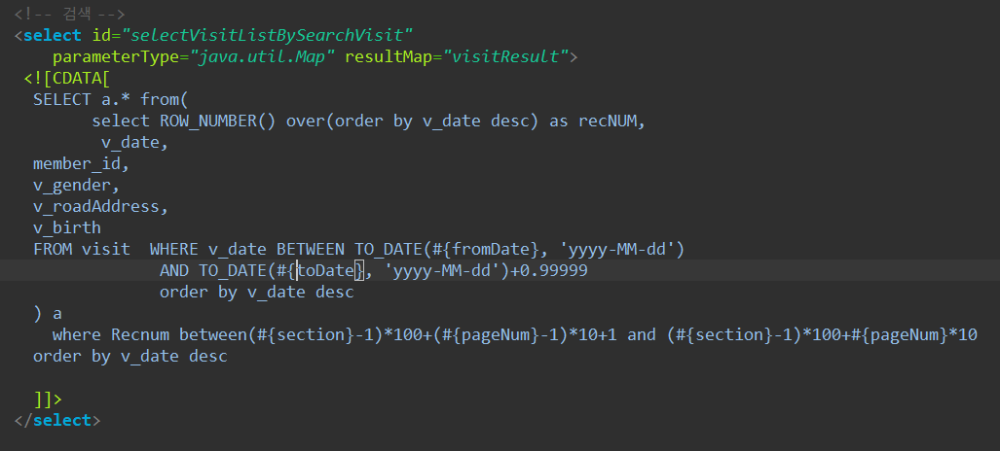 <!-- 검색 -->
<select id="selectVisitListBySearchVisit"
parameterType="java.util.Map" resultMap="visitResult">
<![CDATA[
SELECT a.* from(
select ROW_NUMBER() over(order by v_date desc) as recNUM,
v_date,
member_id,
v_gender,
v_roadAddress,
v_birth
FROM visit  WHERE v_date BETWEEN TO_DATE(#{fromDate}, 'yyyy-MM-dd')
AND TO_DATE(#{toDate}, 'yyyy-MM-dd')+0.99999
order by v_date desc
) a
where Recnum between(#{section}-1)*100+(#{pageNum}-1)*10+1 and (#{section}-1)*100+#{pageNum}*10
order by v_date desc
]]>
</select>